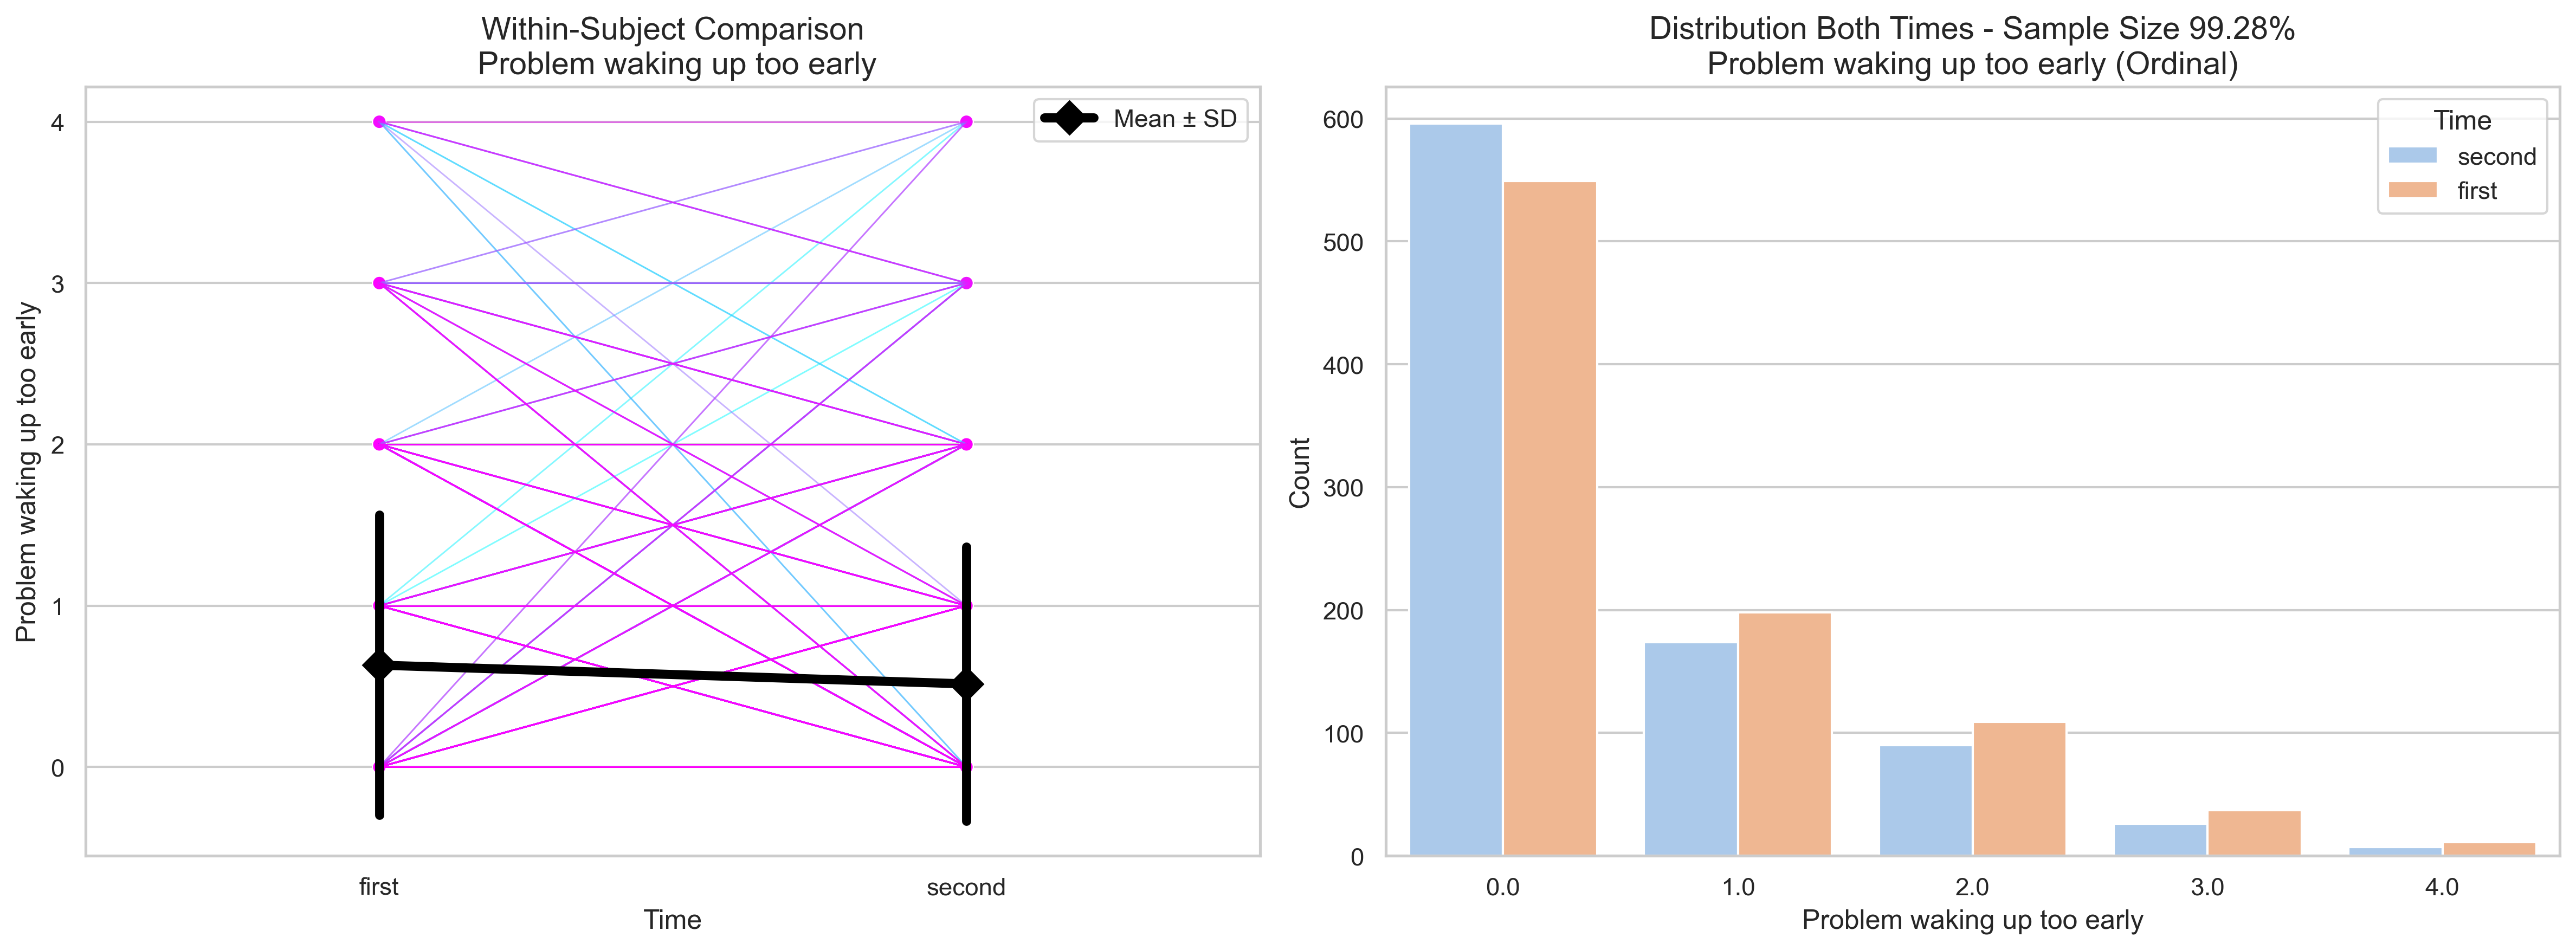 Within-Subject Comparison
Problem waking up too early
Problem waking up too early
4
3
2
1
0
Mean ± SD
first
second
Time
Distribution Both Times - Sample Size 99.28%
Problem waking up too early (Ordinal)
Count
600
500
400
300
200
100
0
Time
second
first
0.0
1.0
2.0
3.0
4.0
Problem waking up too early